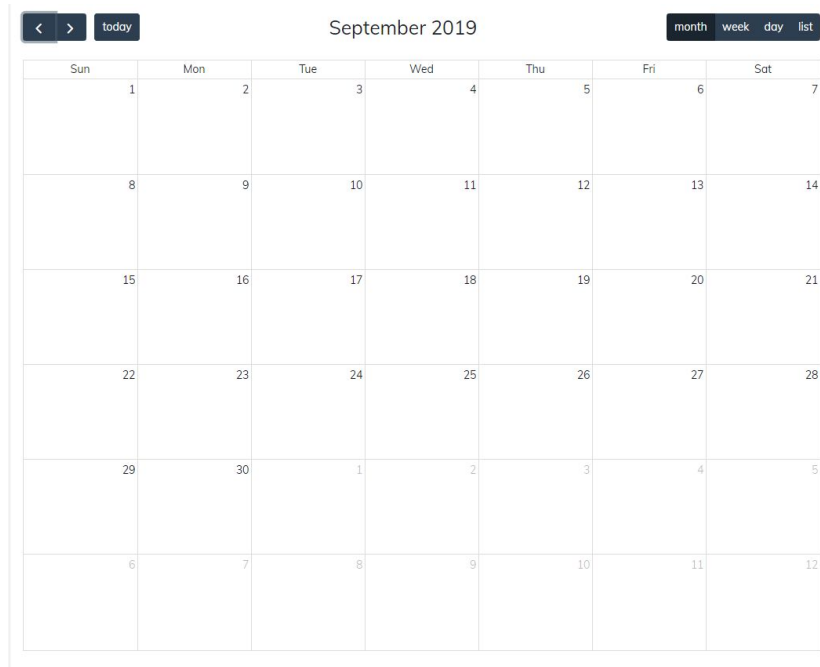 today September 2019 month week day list
Sun Mon Tue Wed Thu Fri Sat
1 2 3 4 5 6 7
8 9 10 11 12 13 14
15 16 17 18 19 20 21
22 23 24 25 26 27 28
29 30 1 2 3 4 5
6 7 8 9 10 11 12